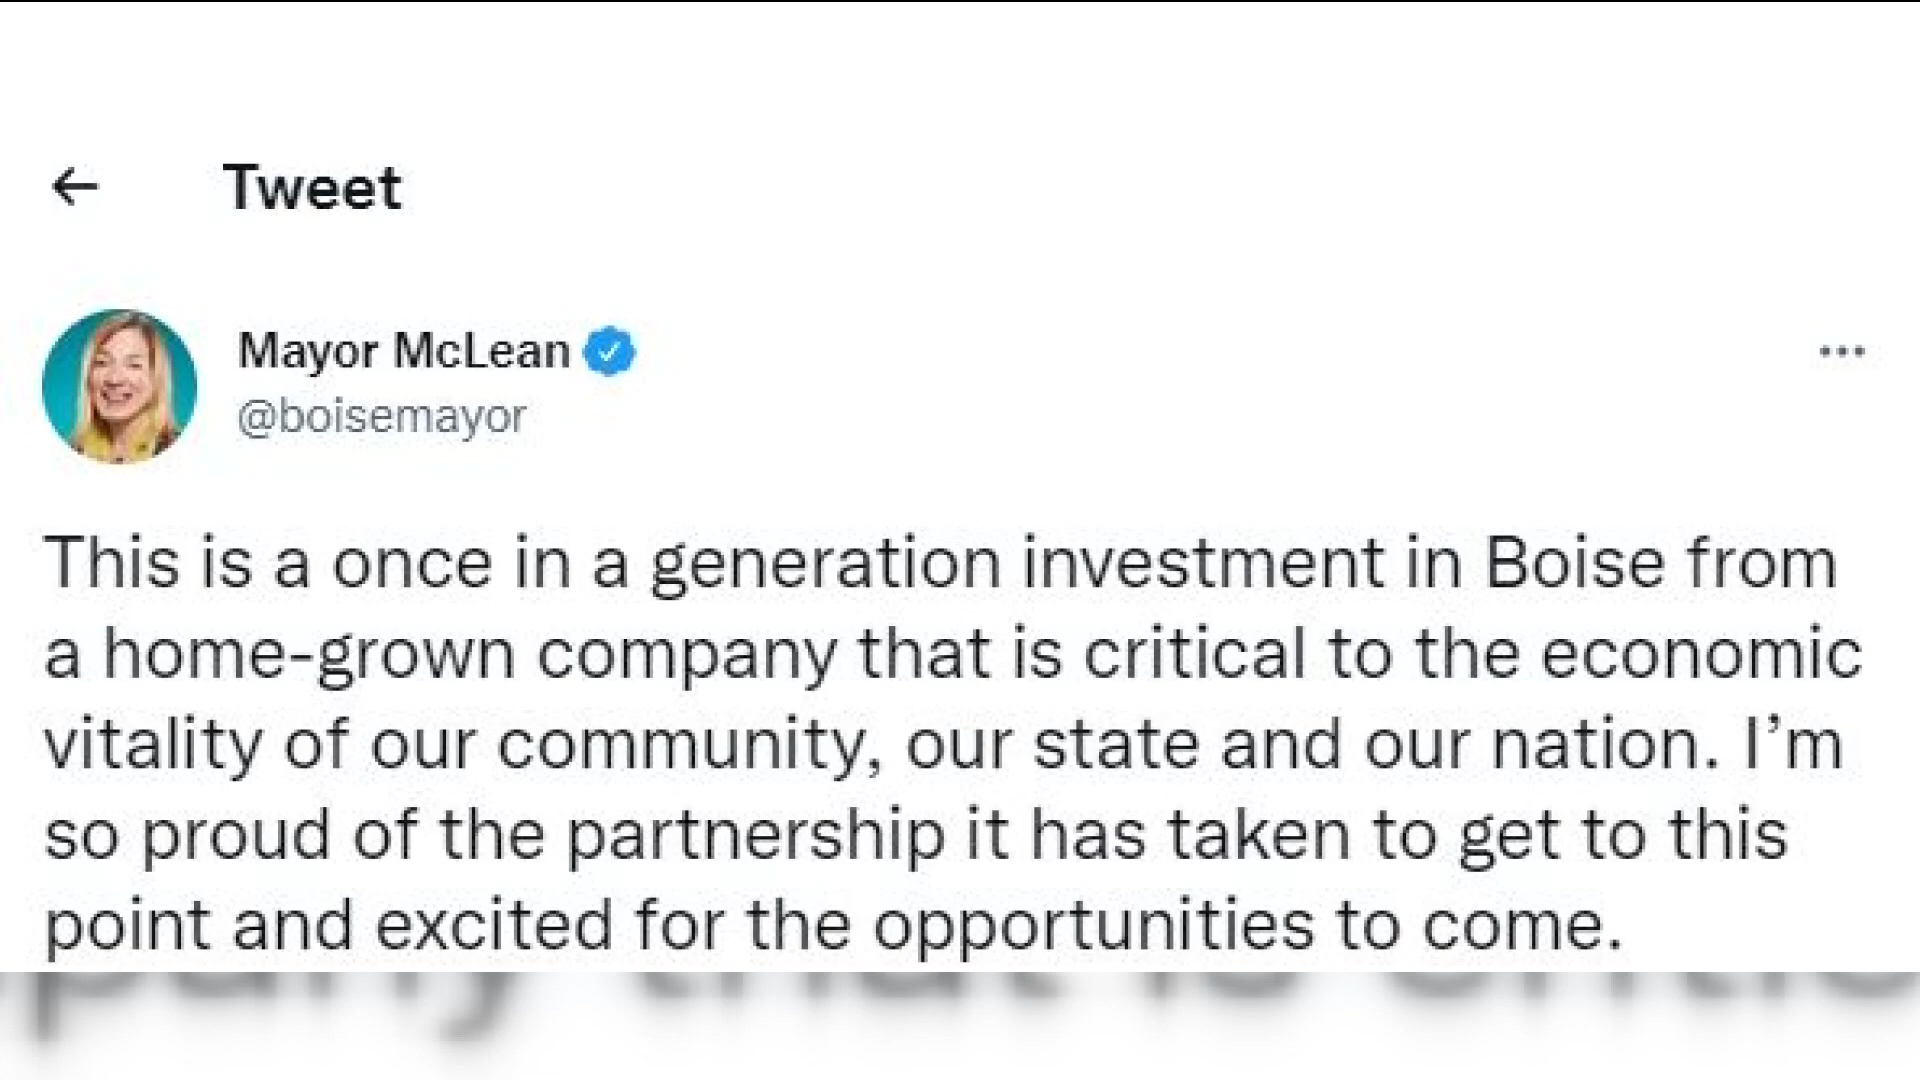 Tweet
Mayor McLean
@boisemayor
This is a once in a generation investment in Boise from
a home-grown company that is critical to the economic
vitality of our community, our state and our nation. I’m
so proud of the partnership it has taken to get to this
point and excited for the opportunities to come.